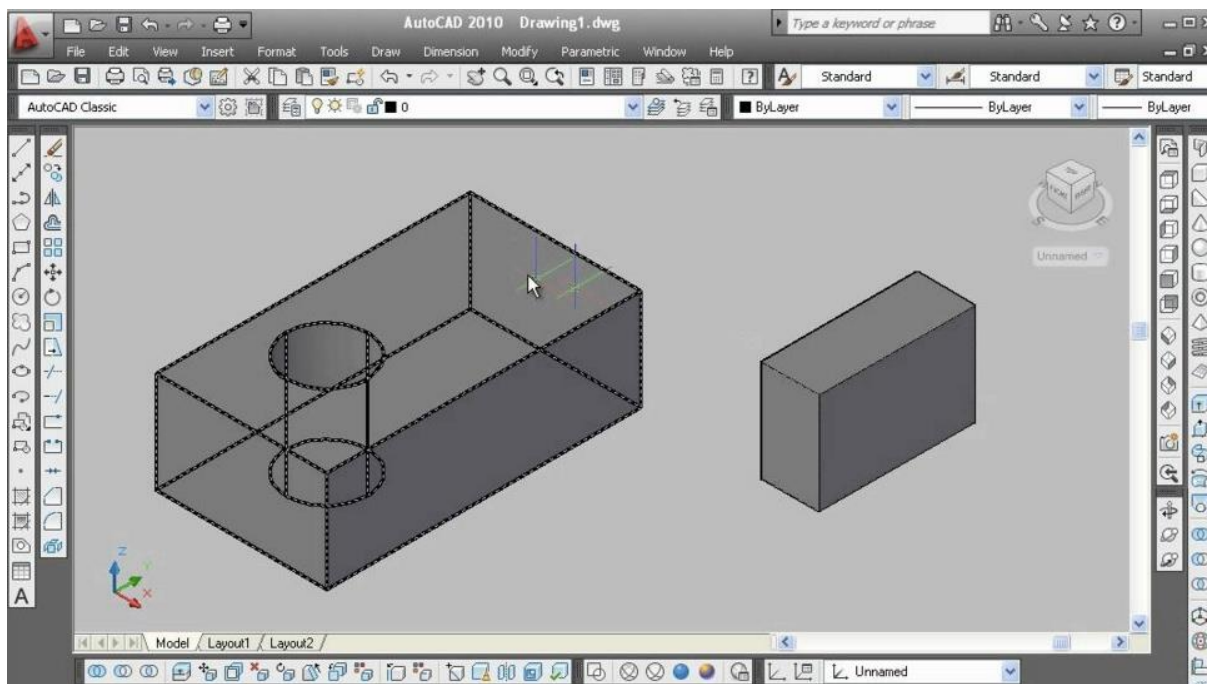 AutoCAD 2010 Drawing1.dwg Type a keyword or phrase
File Edit View Insert Format Tools Draw Dimension Modify Parametric Window Help
Standard Standard Standard
AutoCAD Classic 0 ByLayer ByLayer ByLayer
Unnamed
Z
Y
X
A
Model Layout1 Layout2
Unnamed